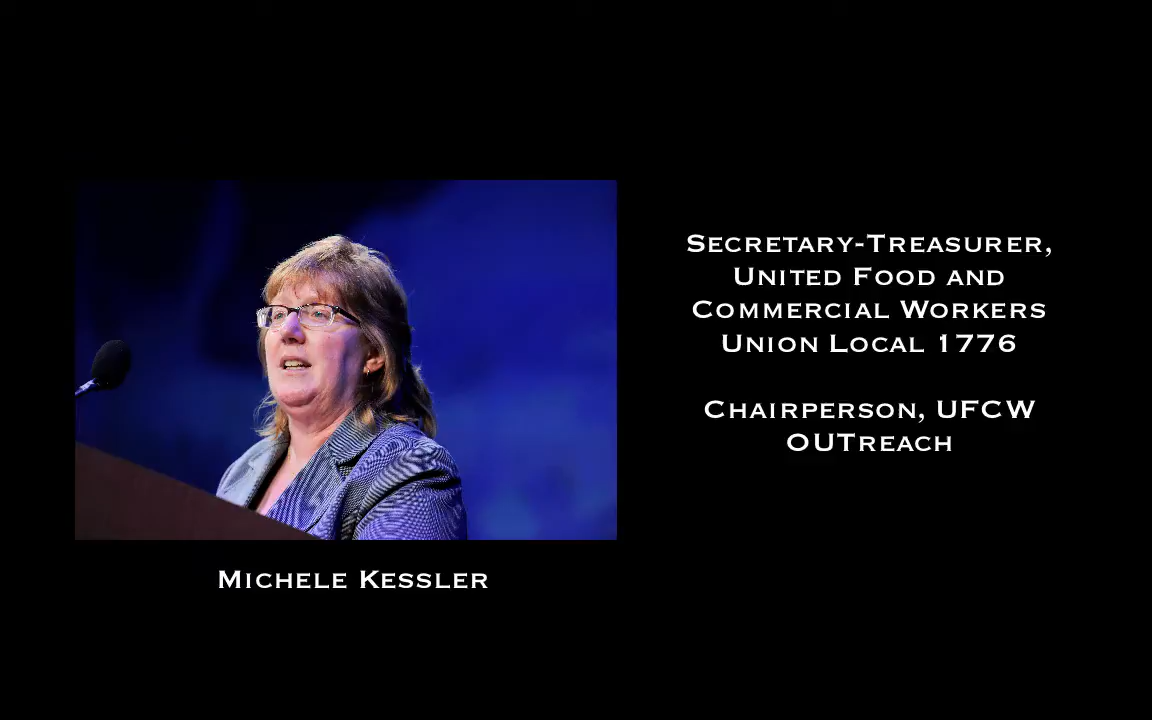 Secretary-Treasurer,
United Food and
Commercial Workers
Union Local 1776
Chairperson, UFCW
OUTreach
Michele Kessler